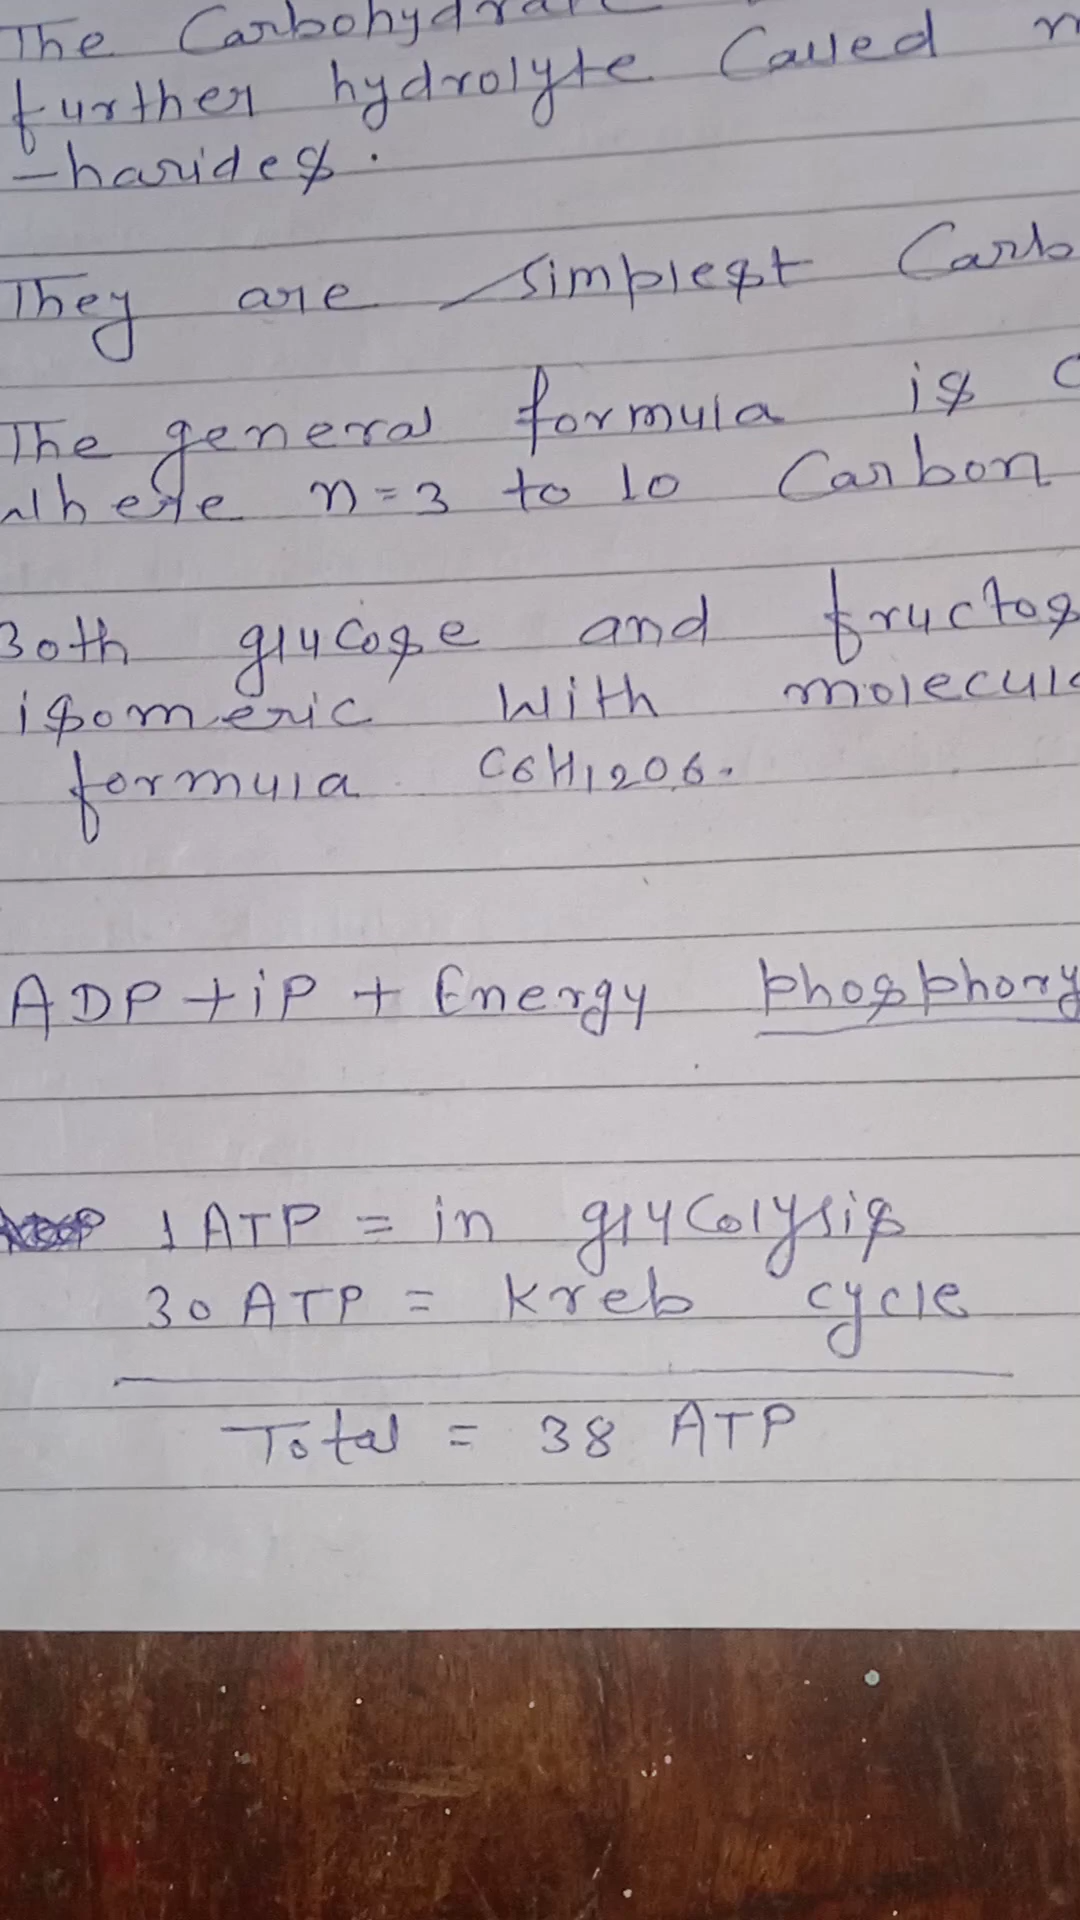 The Carbohydrate
further hydrolyte Called
-harides.
They are simplest Carb
The general formula is C
where n=3 to 10 Carbon
Both glucose and fructos
isomeric With molecula
formula C6H12O6.
ADP + iP + Energy phosphory
1 ATP = in glycolysis
30 ATP = kreb cycle
Total = 38 ATP